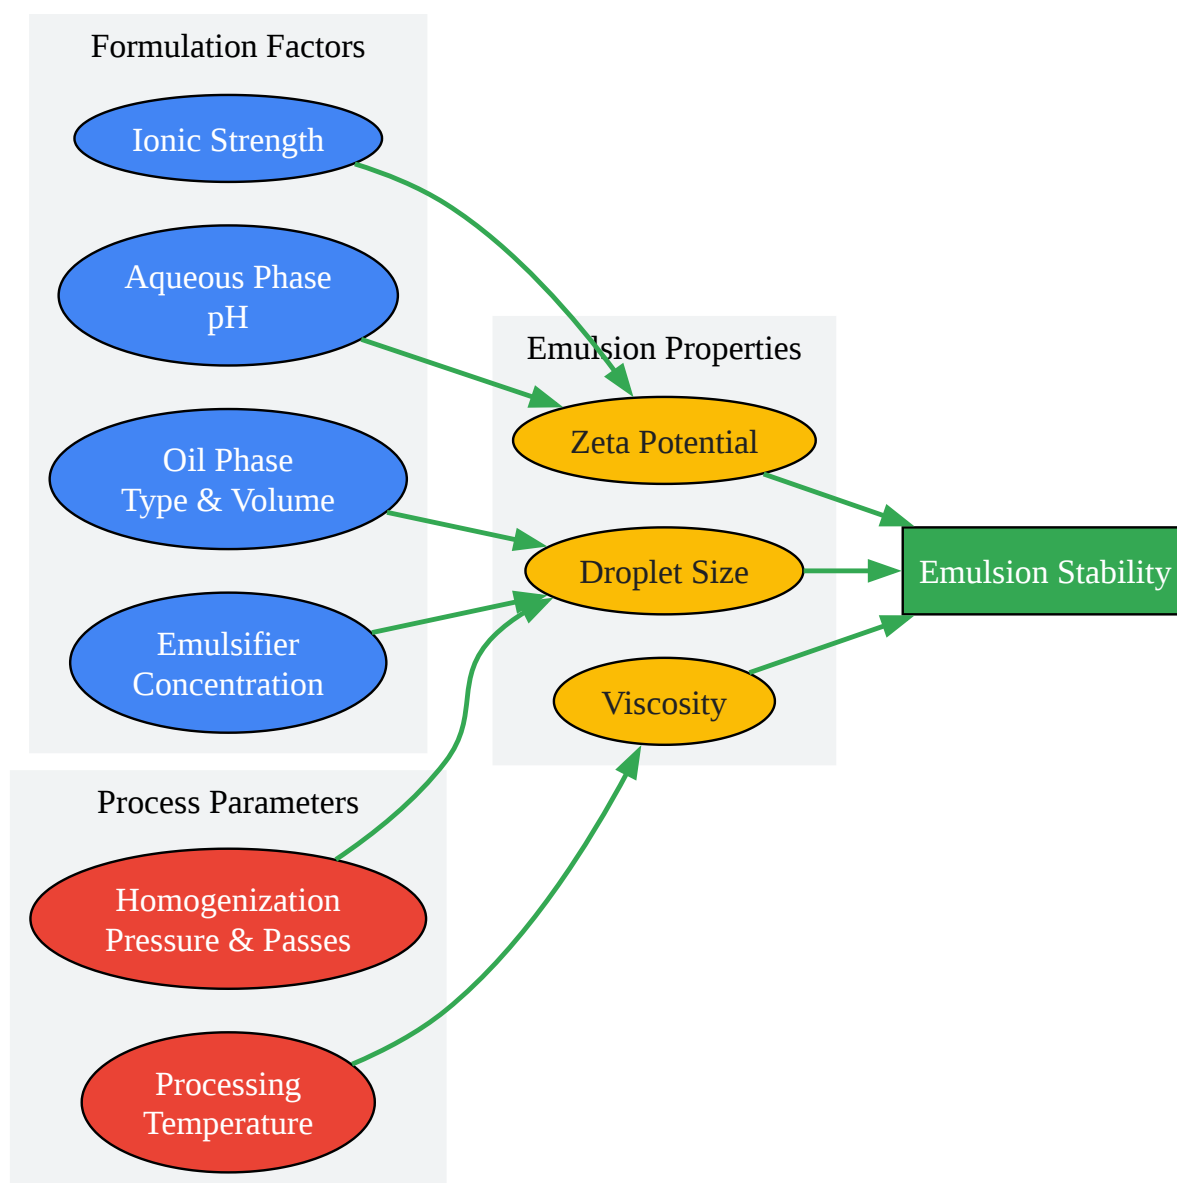 Formulation Factors
Ionic Strength
Aqueous Phase
pH
Oil Phase
Type & Volume
Emulsifier
Concentration
Process Parameters
Homogenization
Pressure & Passes
Processing
Temperature
Emulsion Properties
Zeta Potential
Droplet Size
Viscosity
Emulsion Stability